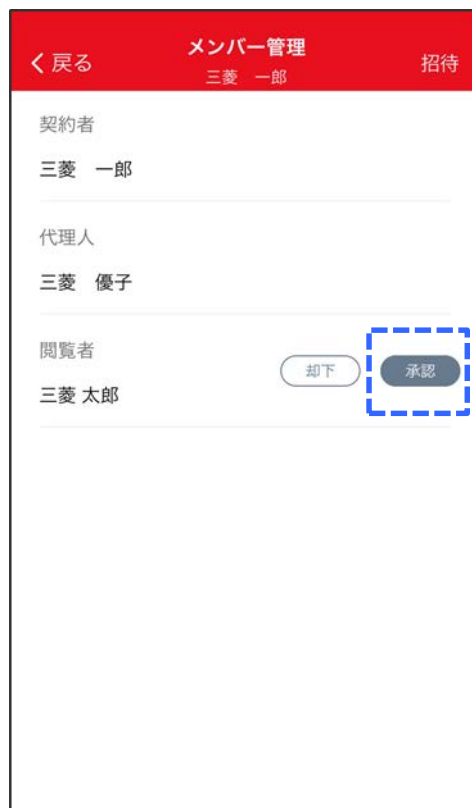 戻る
メンバー管理
三菱　一郎
招待
契約者
三菱　一郎
代理人
三菱　優子
閲覧者
却下
承認
三菱 太郎